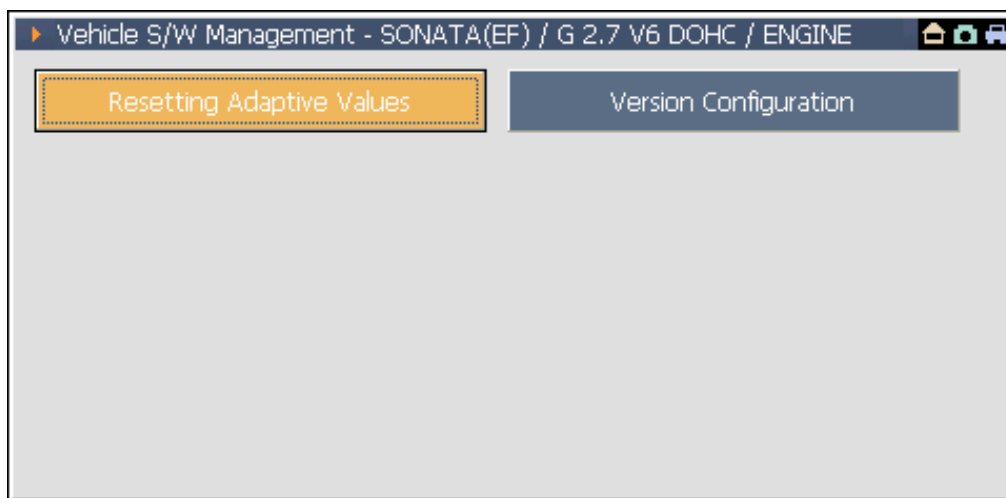 Vehicle S/W Management - SONATA(EF) / G 2.7 V6 DOHC / ENGINE
Resetting Adaptive Values
Version Configuration